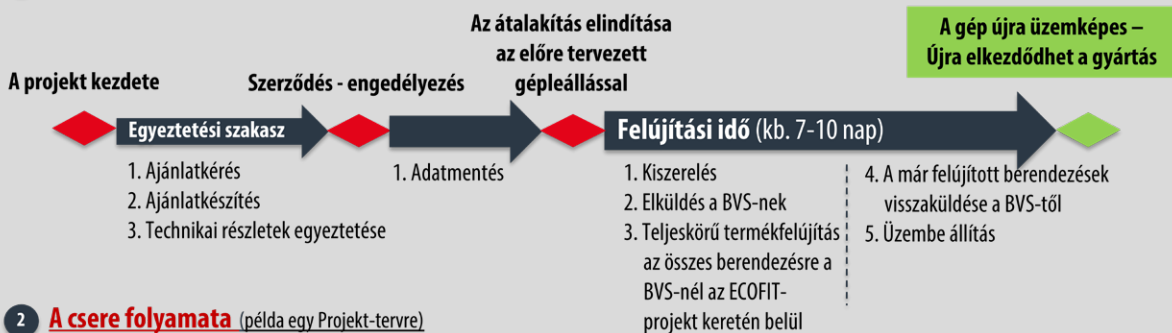 Az átalakítás elindítása
az előre tervezett
gépleállással
A gép újra üzemképes –
Újra elkezdődhet a gyártás
A projekt kezdete
Szerződés - engedélyezés
Egyeztetési szakasz
Felújítási idő (kb. 7-10 nap)
1. Ajánlatkérés
2. Ajánlatkészítés
3. Technikai részletek egyeztetése
1. Adatmentés
1. Kiszerelés
2. Elküldés a BVS-nek
3. Teljeskörű termékfelújítás
az összes berendezésre a
BVS-nél az ECOFIT-
projekt keretén belül
4. A már felújított berendezések
visszaküldése a BVS-től
5. Üzembe állítás
2 A csere folyamata (példa egy Projekt-tervre)